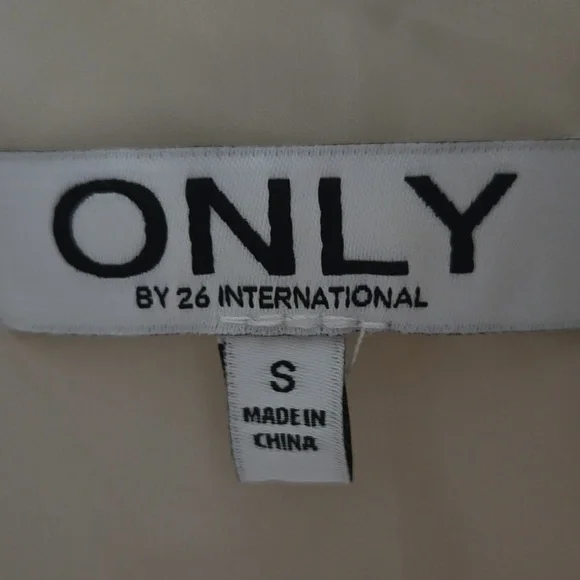 ONLY
BY 26 INTERNATIONAL
S
MADE IN
CHINA